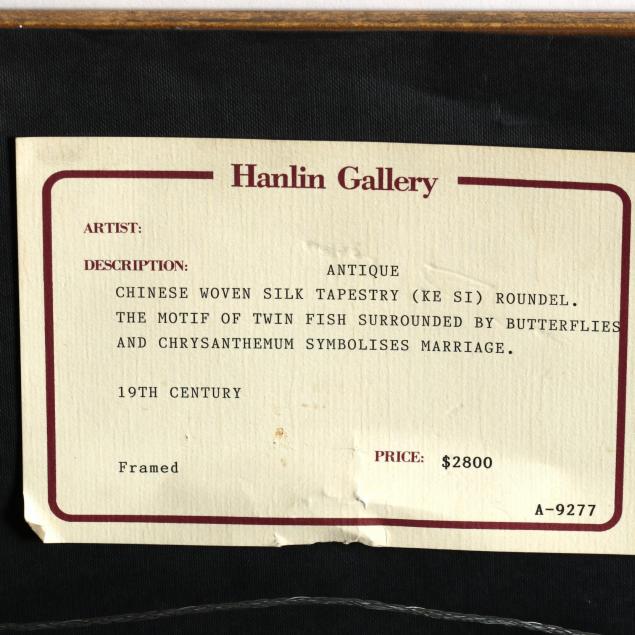 Hanlin Gallery
ARTIST:
DESCRIPTION: ANTIQUE
CHINESE WOVEN SILK TAPESTRY (KE SI) ROUNDEL.
THE MOTIF OF TWIN FISH SURROUNDED BY BUTTERFLIES
AND CHRYSANTHEMUM SYMBOLISES MARRIAGE.
19TH CENTURY
Framed PRICE: $2800
A-9277